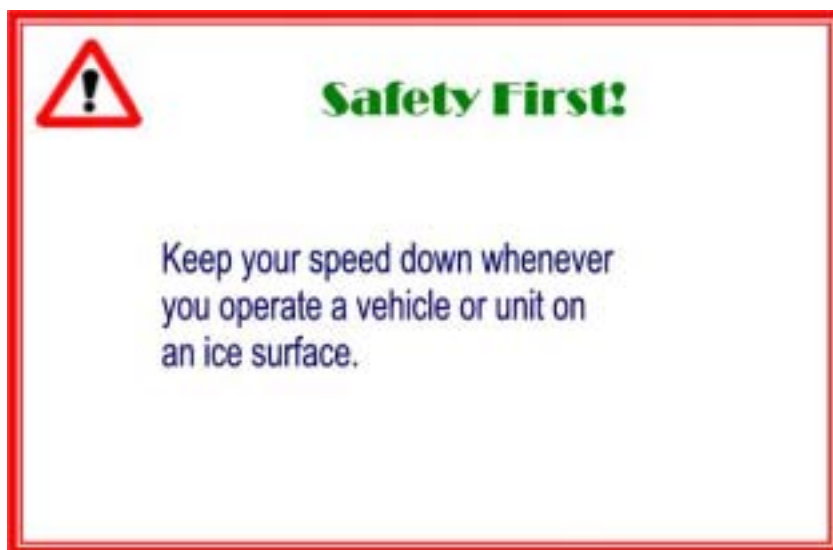 Safety First!
Keep your speed down whenever
you operate a vehicle or unit on
an ice surface.